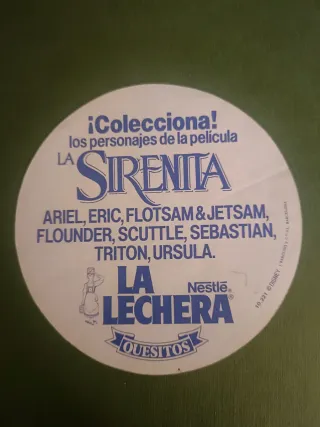 ¡Colecciona!
los personajes de la película
LA SIRENITA
ARIEL, ERIC, FLOTSAM & JETSAM,
FLOUNDER, SCUTTLE, SEBASTIAN,
TRITON, URSULA.
LA
LECHERA
Nestlé®
QUESITOS
©DISNEY